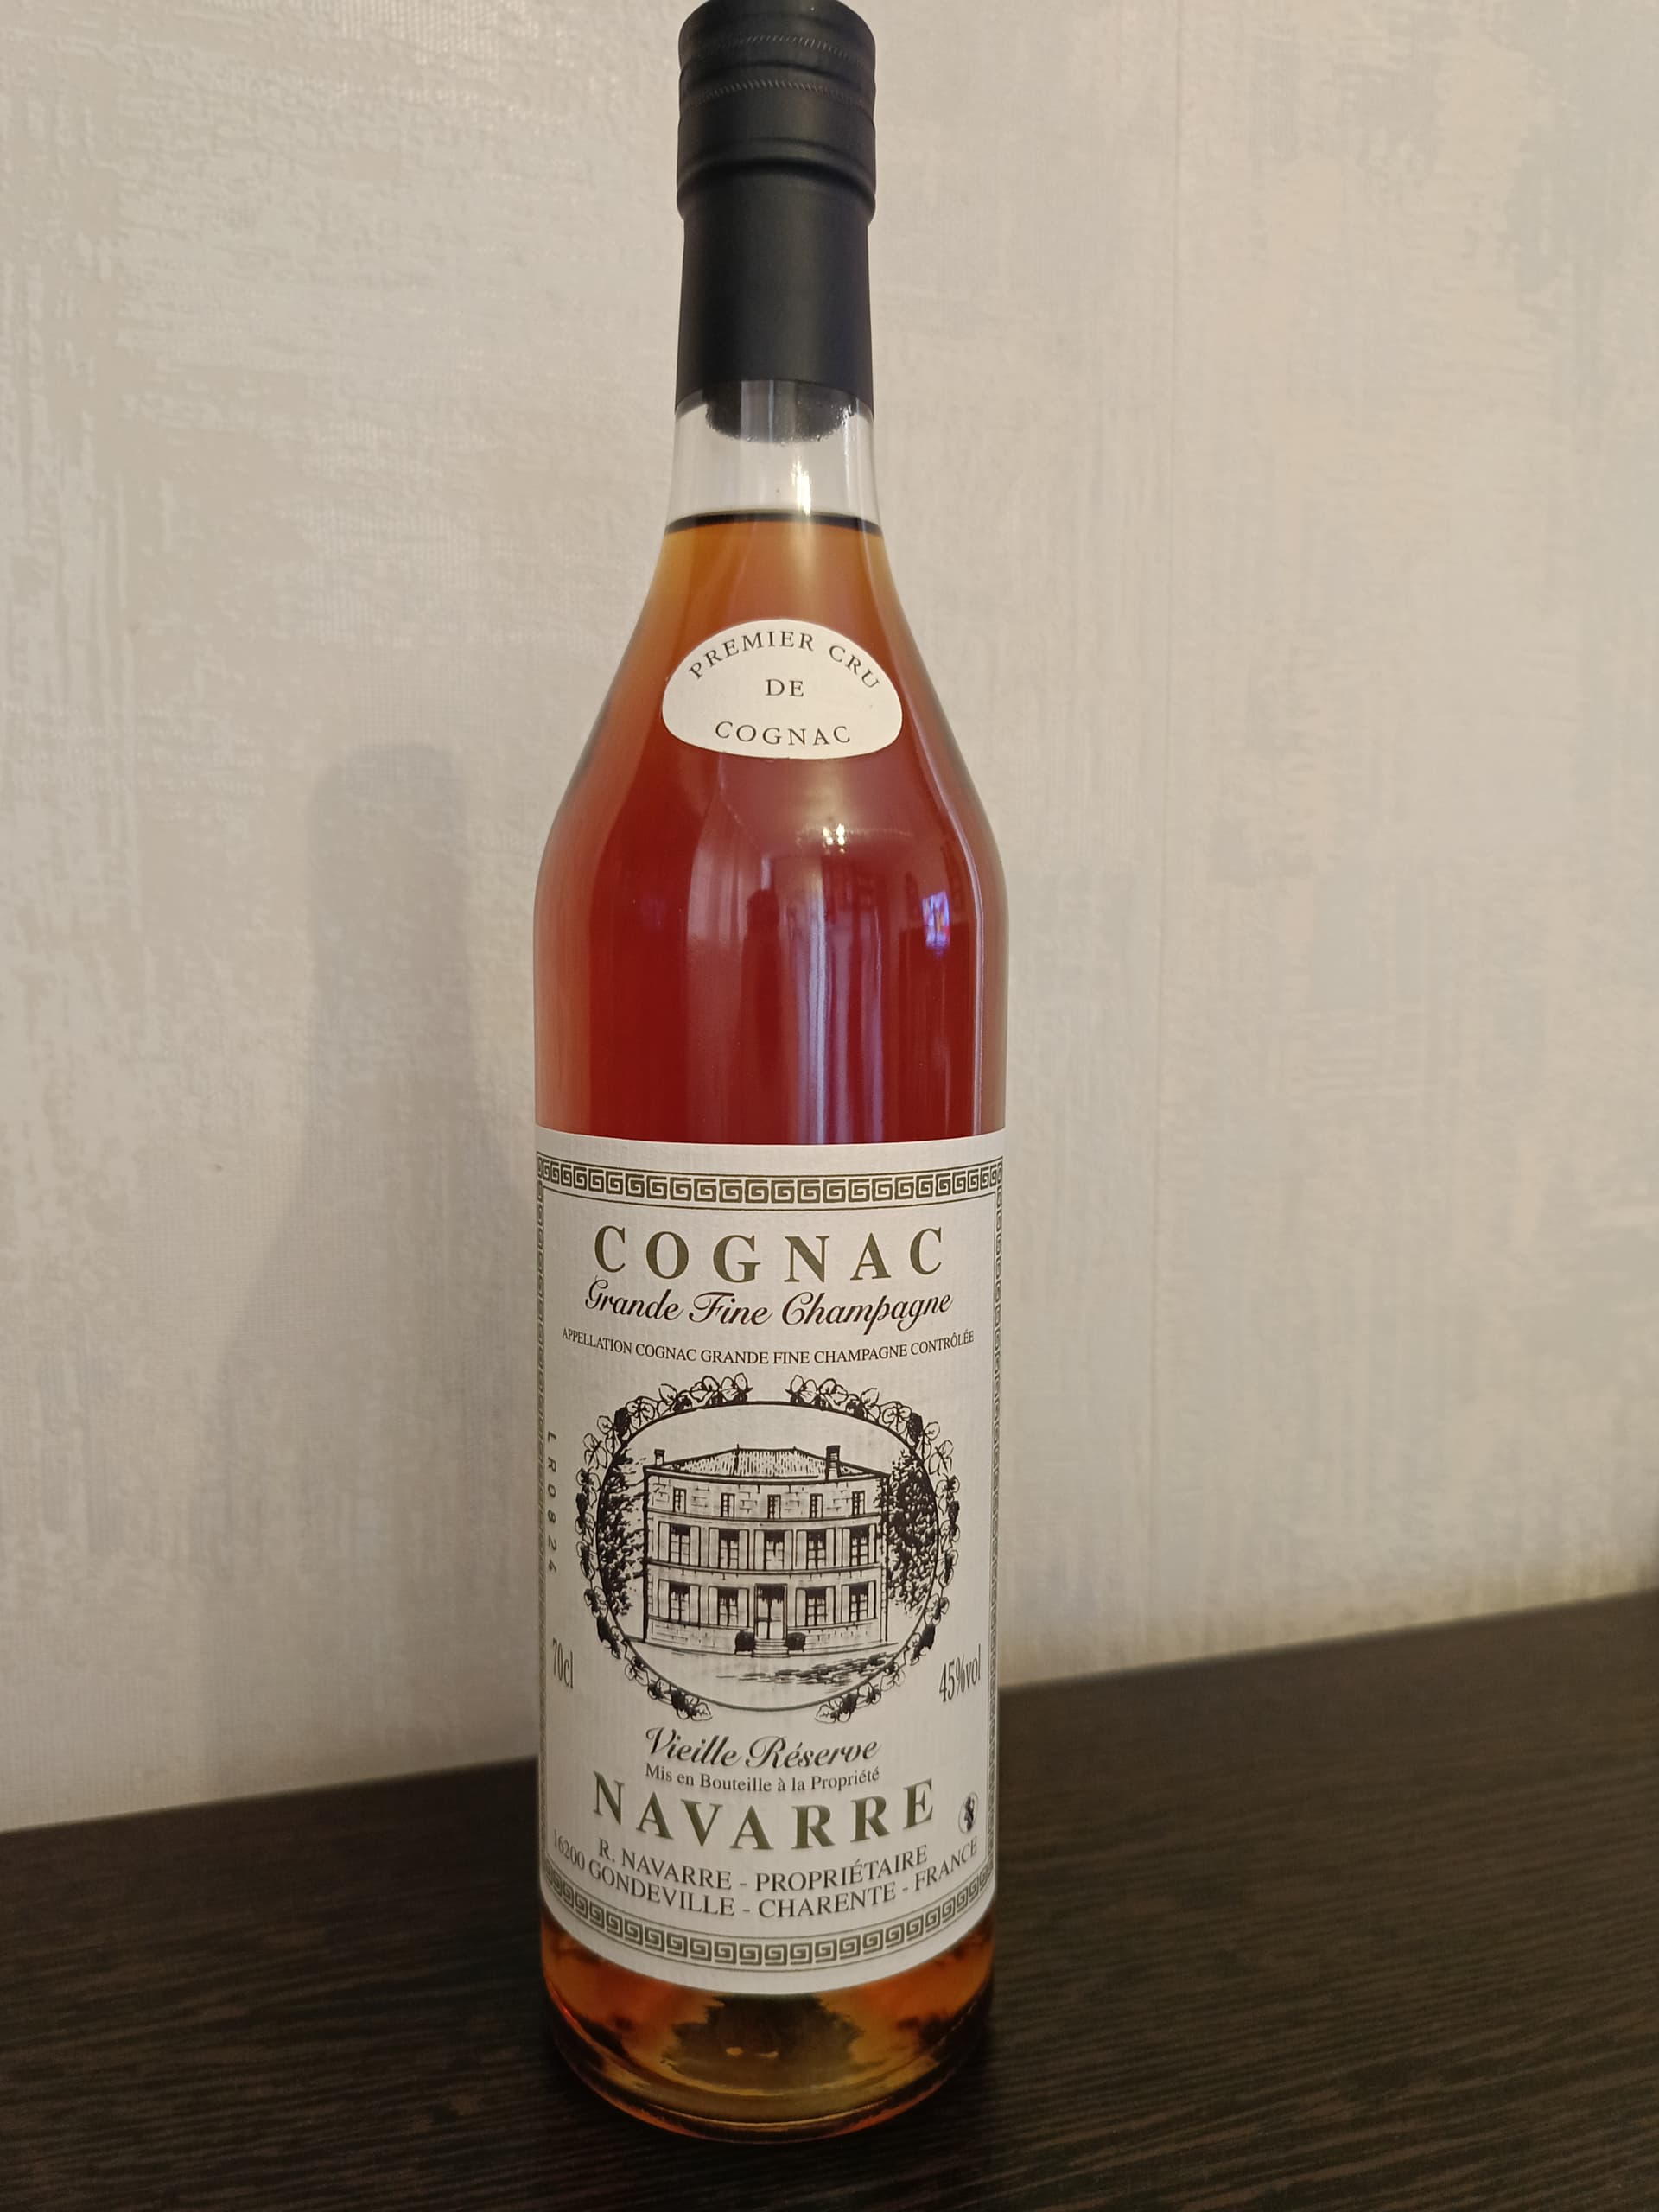 PREMIER CRU
DE
COGNAC
COGNAC
Grande Fine Champagne
APPELLATION COGNAC GRANDE FINE CHAMPAGNE CONTRÔLÉE
LR0824
70cl
45%vol
Vieille Réserve
Mis en Bouteille à la Propriété
NAVARRE
R. NAVARRE - PROPRIÉTAIRE
16200 GONDEVILLE - CHARENTE - FRANCE